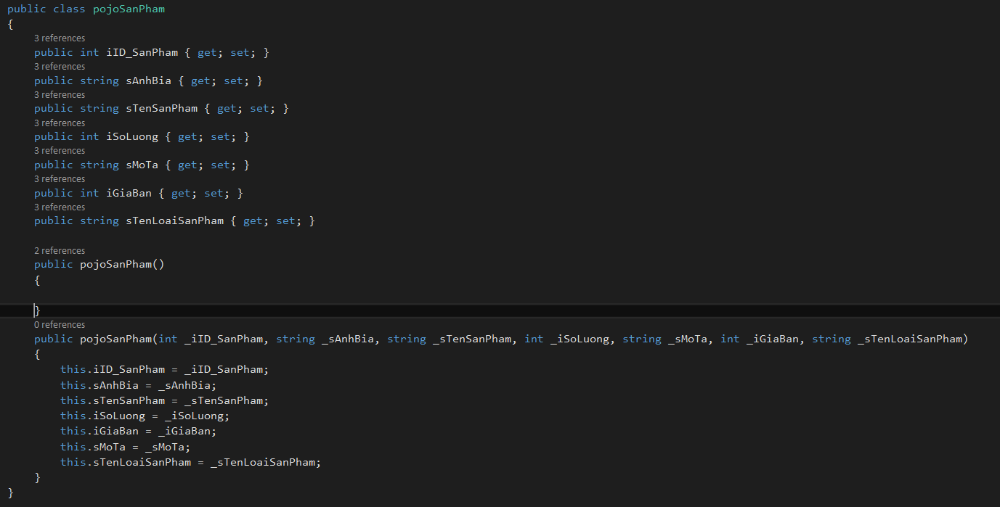 public class pojoSanPham
{
3 references
public int iID_SanPham { get; set; }
3 references
public string sAnhBia { get; set; }
3 references
public string sTenSanPham { get; set; }
3 references
public int iSoLuong { get; set; }
3 references
public string sMoTa { get; set; }
3 references
public int iGiaBan { get; set; }
3 references
public string sTenLoaiSanPham { get; set; }
2 references
public pojoSanPham()
{
}
0 references
public pojoSanPham(int _iID_SanPham, string _sAnhBia, string _sTenSanPham, int _iSoLuong, string _sMoTa, int _iGiaBan, string _sTenLoaiSanPham)
{
this.iID_SanPham = _iID_SanPham;
this.sAnhBia = _sAnhBia;
this.sTenSanPham = _sTenSanPham;
this.iSoLuong = _iSoLuong;
this.iGiaBan = _iGiaBan;
this.sMoTa = _sMoTa;
this.sTenLoaiSanPham = _sTenLoaiSanPham;
}
}